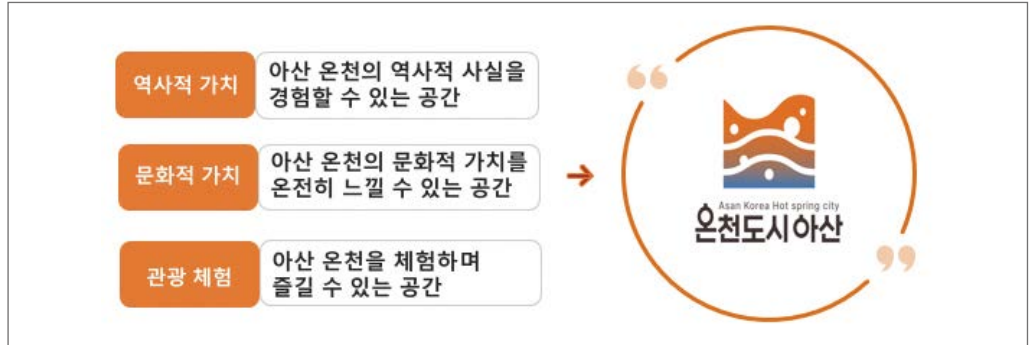 역사적 가치
아산 온천의 역사적 사실을
경험할 수 있는 공간
문화적 가치
아산 온천의 문화적 가치를
온전히 느낄 수 있는 공간
관광 체험
아산 온천을 체험하며
즐길 수 있는 공간
➔
“
Asan Korea Hot spring city
온천도시아산
”